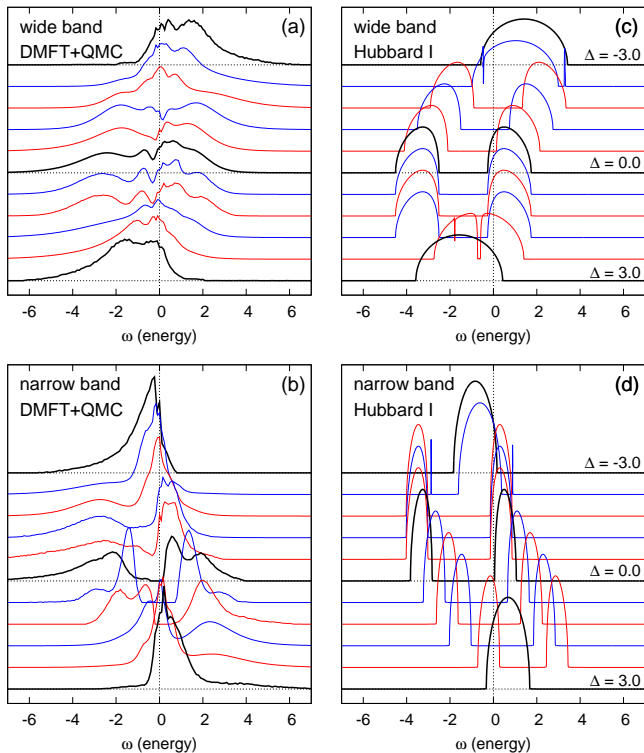 wide band (a)
DMFT+QMC
-6 -4 -2 0 2 4 6
ω (energy)
wide band (c)
Hubbard I
Δ = -3.0
Δ = 0.0
Δ = 3.0
-6 -4 -2 0 2 4 6
ω (energy)
narrow band (b)
DMFT+QMC
-6 -4 -2 0 2 4 6
ω (energy)
narrow band (d)
Hubbard I
Δ = -3.0
Δ = 0.0
Δ = 3.0
-6 -4 -2 0 2 4 6
ω (energy)